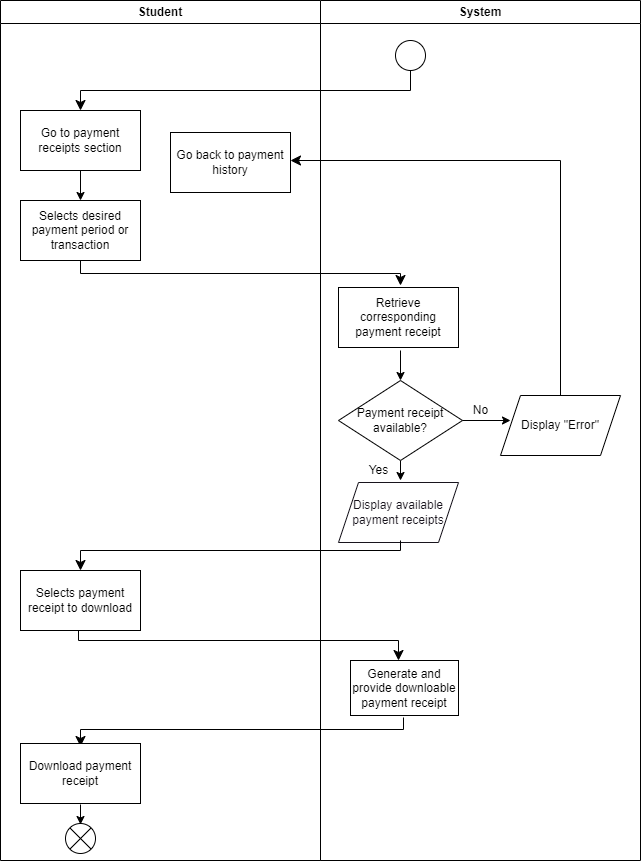 Student
System
Go to payment
receipts section
Go back to payment
history
Selects desired
payment period or
transaction
Retrieve
corresponding
payment receipt
Payment receipt
available?
No
Display "Error"
Yes
Display available
payment receipts
Selects payment
receipt to download
Generate and
provide downloable
payment receipt
Download payment
receipt